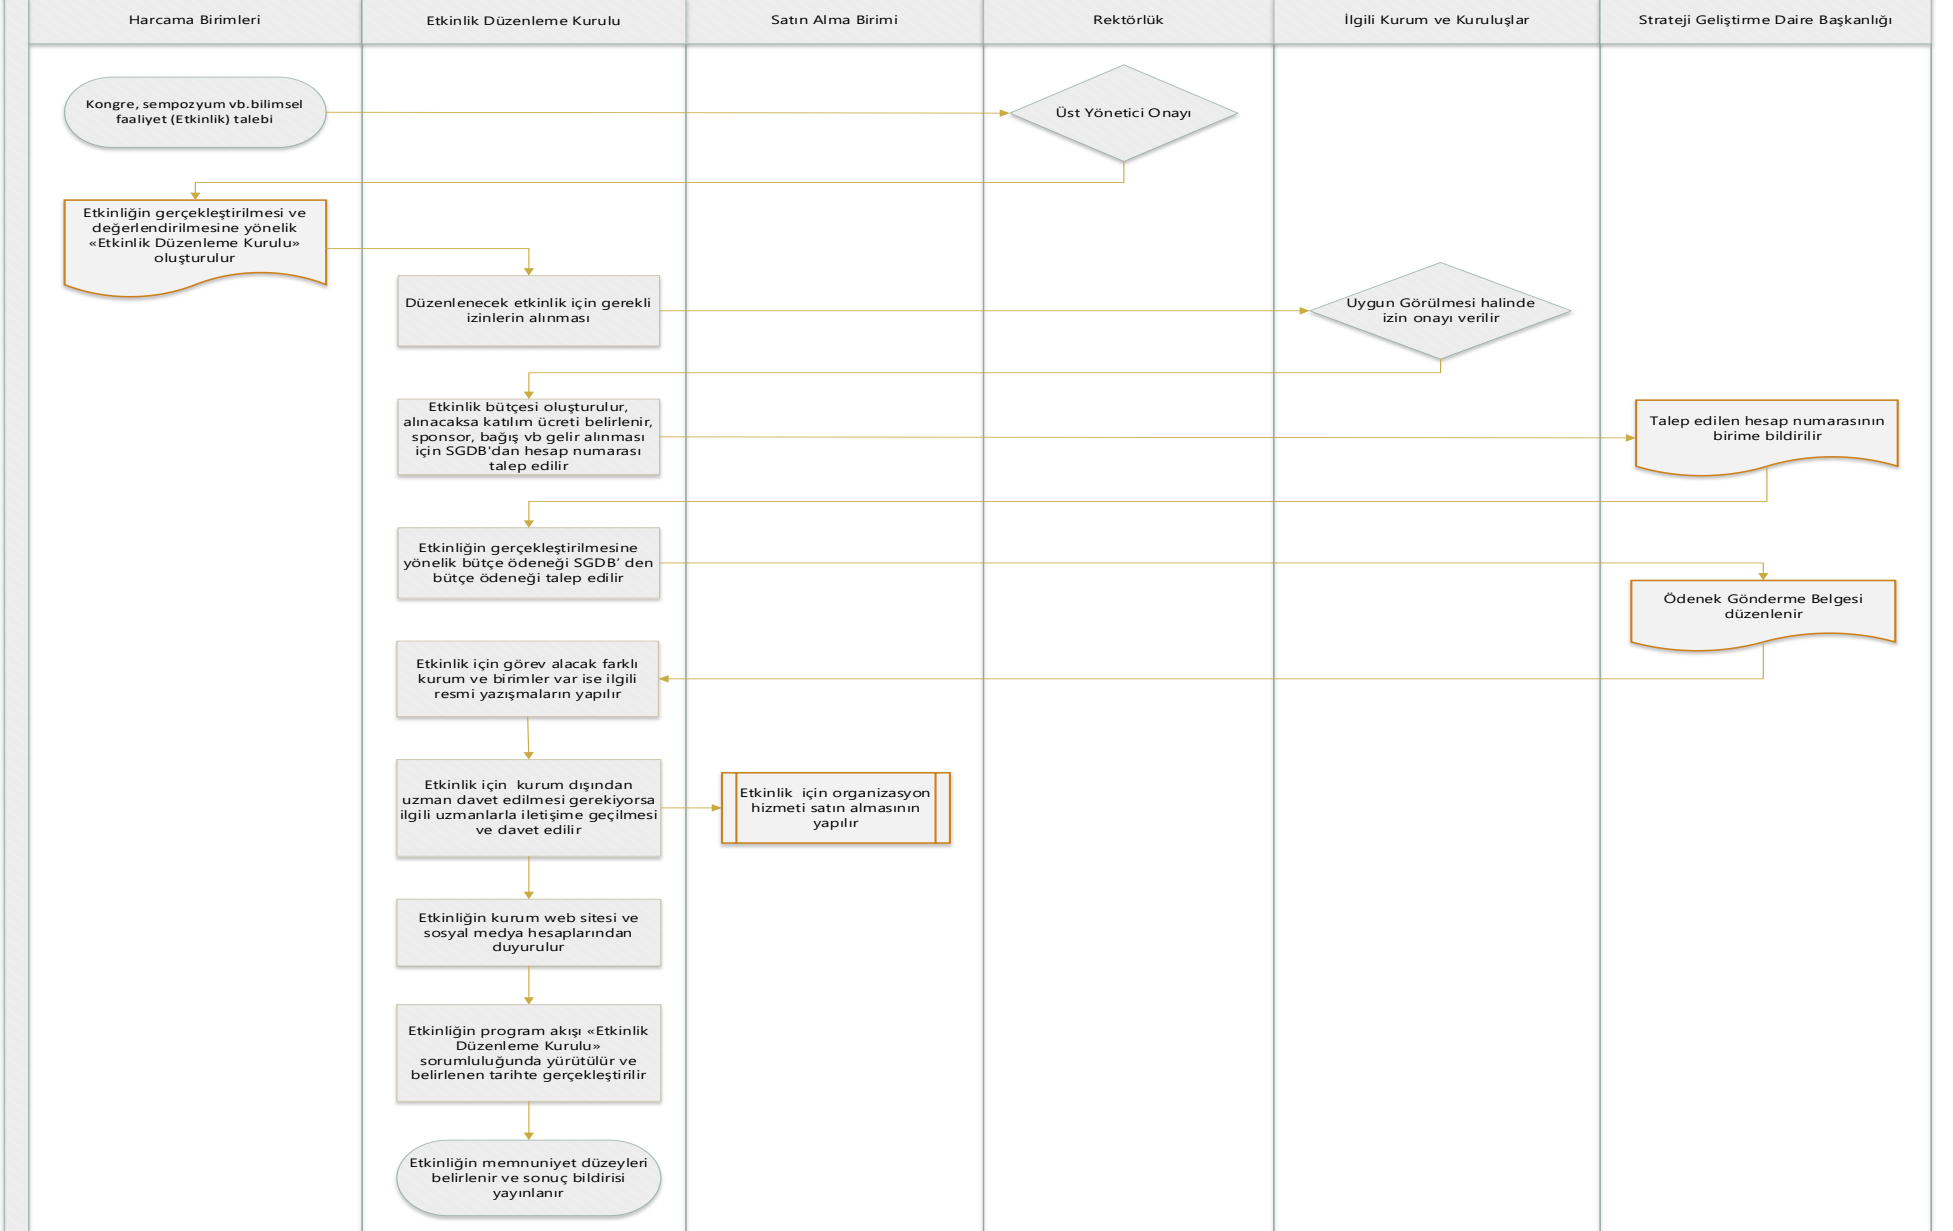 Harcama Birimleri
Etkinlik Düzenleme Kurulu
Satın Alma Birimi
Rektörlük
İlgili Kurum ve Kuruluşlar
Strateji Geliştirme Daire Başkanlığı
Kongre, sempozyum vb.bilimsel
faaliyet (Etkinlik) talebi
Üst Yönetici Onayı
Etkinliğin gerçekleştirilmesi ve
değerlendirilmesine yönelik
«Etkinlik Düzenleme Kurulu»
oluşturulur
Düzenlenecek etkinlik için gerekli
izinlerin alınması
Uygun Görülmesi halinde
izin onayı verilir
Etkinlik bütçesi oluşturulur,
alınacaksa katılım ücreti belirlenir,
sponsor, bağış vb gelir alınması
için SGDB'dan hesap numarası
talep edilir
Talep edilen hesap numarasının
birime bildirilir
Etkinliğin gerçekleştirilmesine
yönelik bütçe ödeneği SGDB' den
bütçe ödeneği talep edilir
Ödenek Gönderme Belgesi
düzenlenir
Etkinlik için görev alacak farklı
kurum ve birimler var ise ilgili
resmi yazışmaların yapılır
Etkinlik için  kurum dışından
uzman davet edilmesi gerekiyorsa
ilgili uzmanlarla iletişime geçilmesi
ve davet edilir
Etkinlik  için organizasyon
hizmeti satın almasının
yapılır
Etkinliğin kurum web sitesi ve
sosyal medya hesaplarından
duyurulur
Etkinliğin program akışı «Etkinlik
Düzenleme Kurulu»
sorumluluğunda yürütülür ve
belirlenen tarihte gerçekleştirilir
Etkinliğin memnuniyet düzeyleri
belirlenir ve sonuç bildirisi
yayınlanır